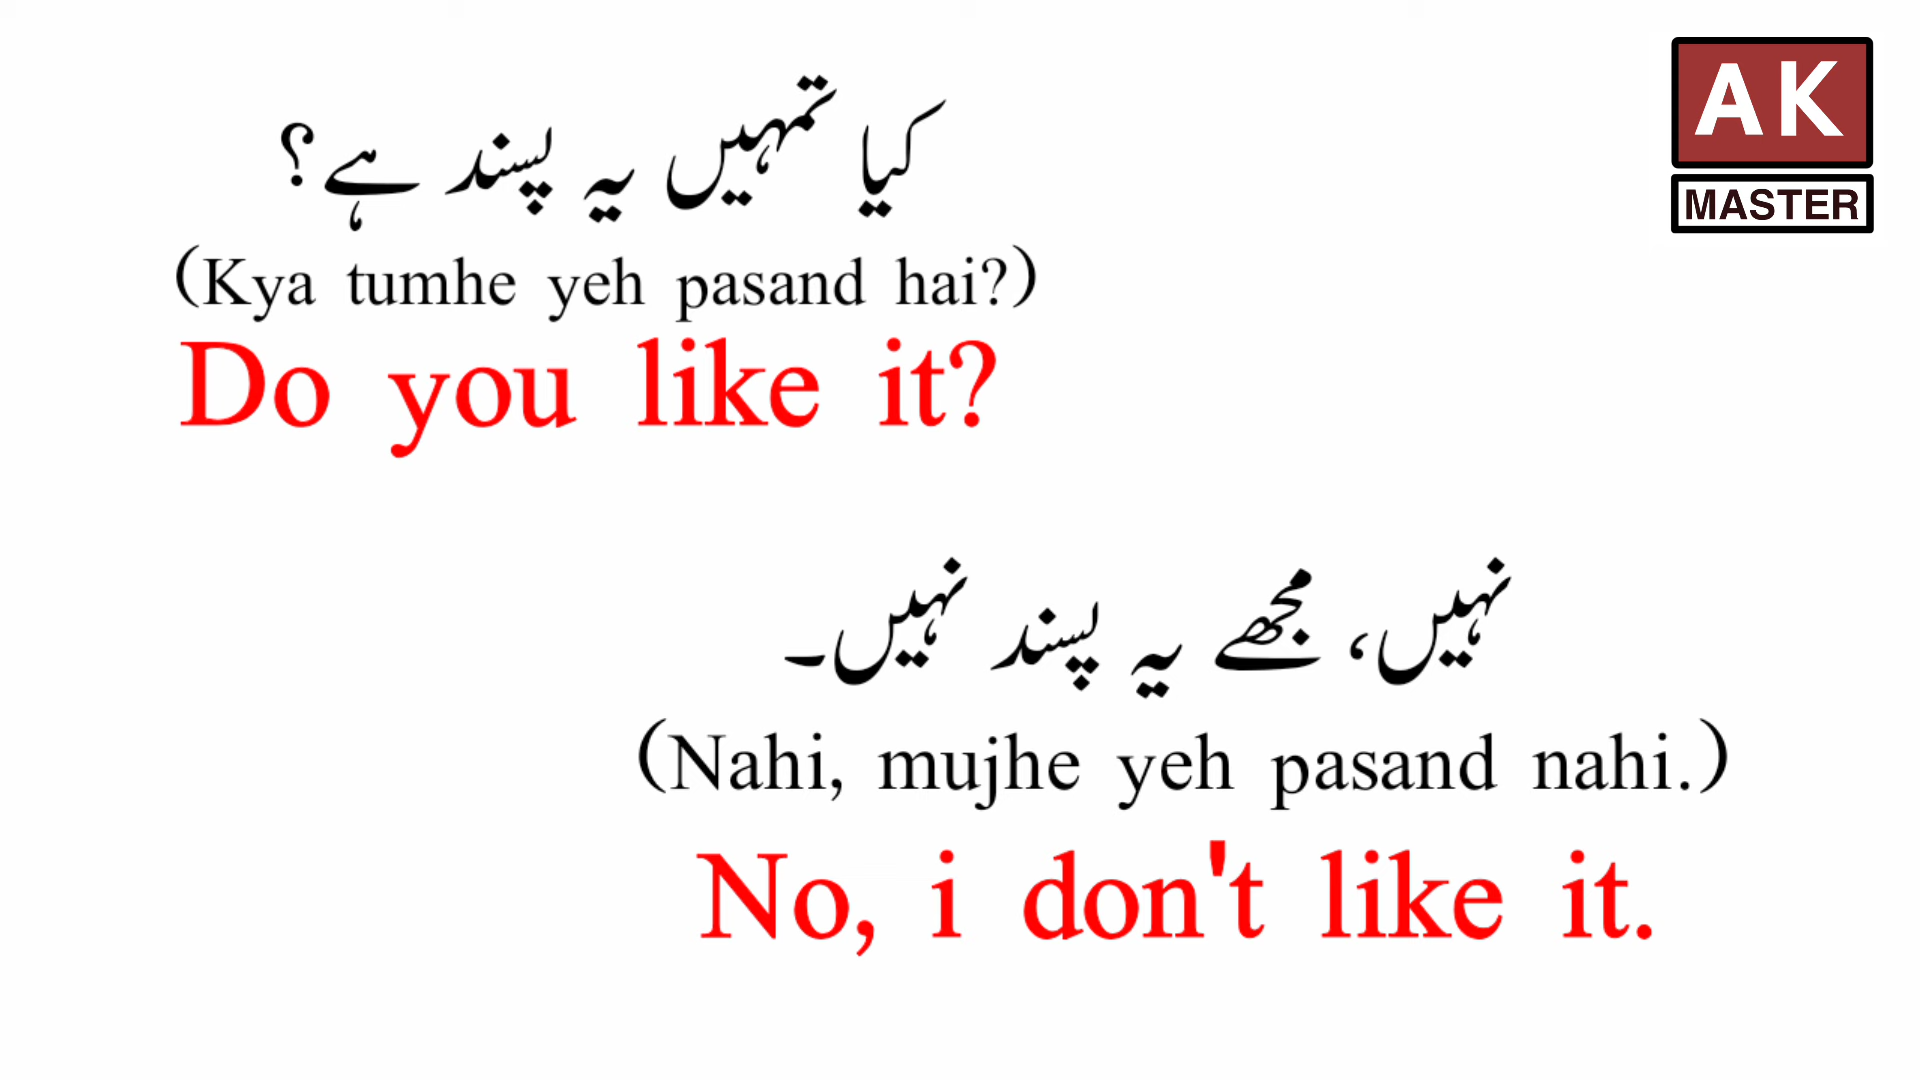 AK
MASTER
کیا تمہیں یہ پسند ہے؟
(Kya tumhe yeh pasand hai?)
Do you like it?
نہیں، مجھے یہ پسند نہیں۔
(Nahi, mujhe yeh pasand nahi.)
No, i don't like it.